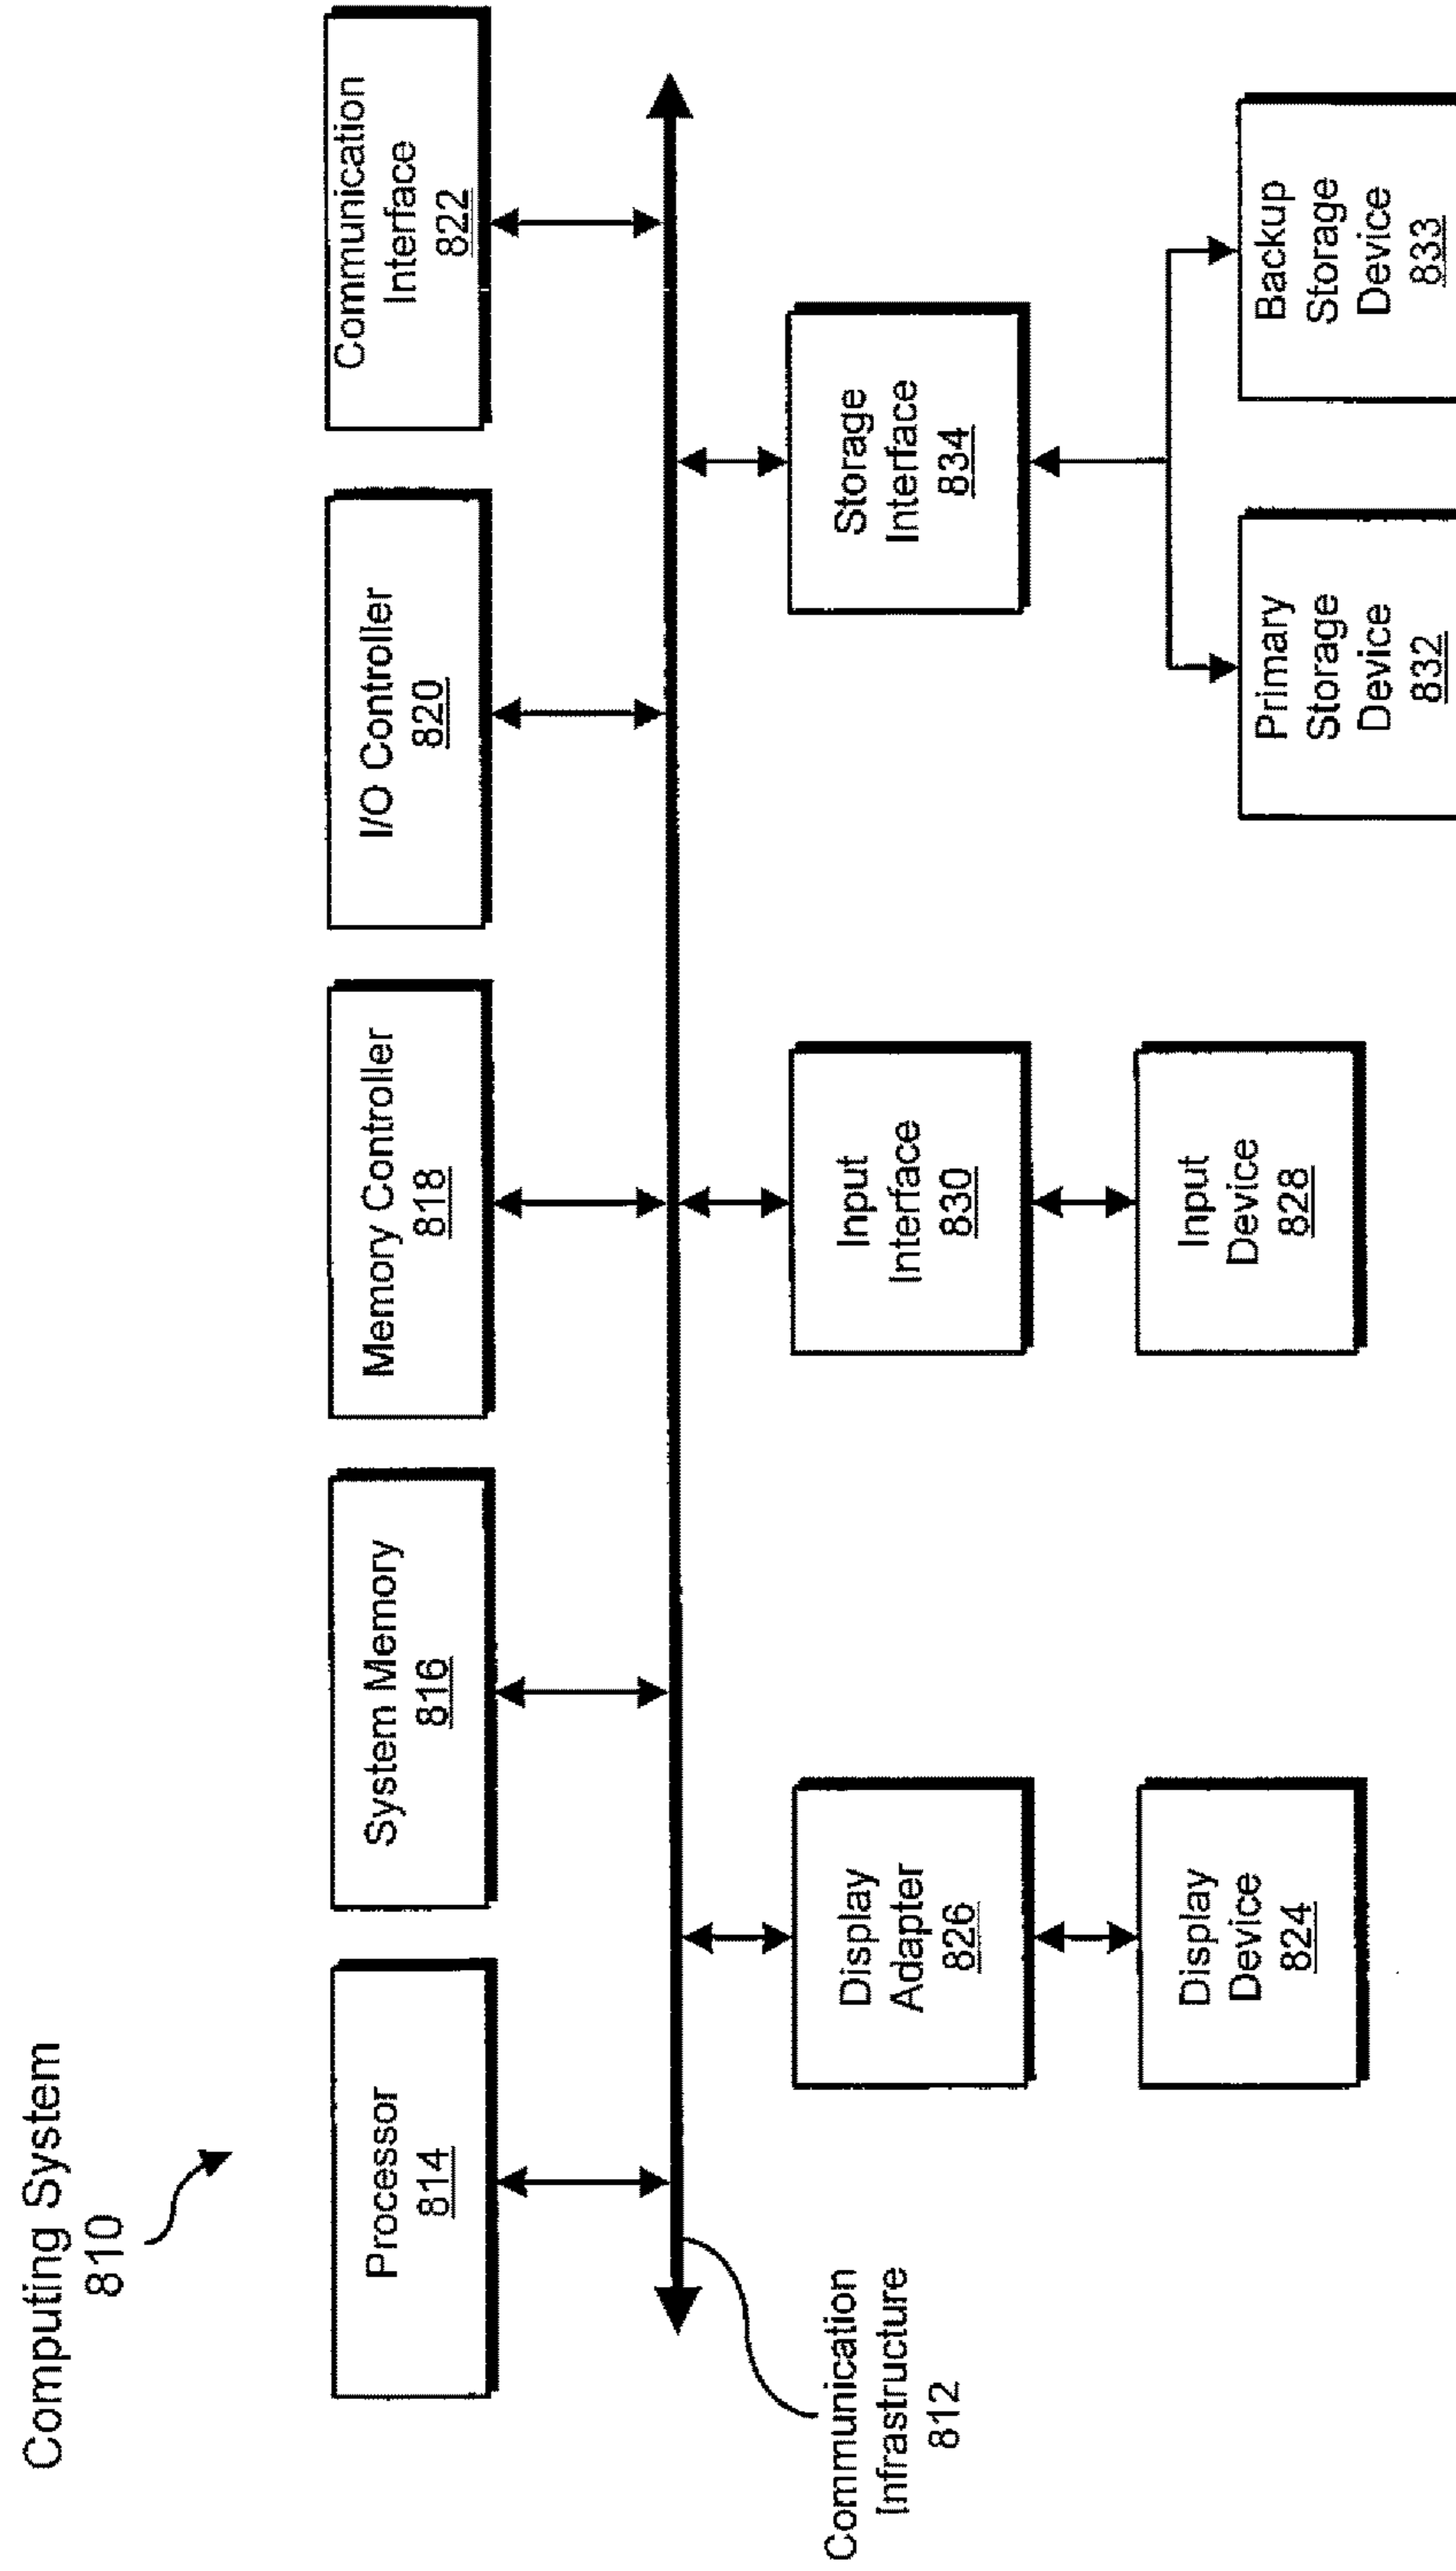 Computing System
810
Processor
814
System Memory
816
Memory Controller
818
I/O Controller
820
Communication
Interface
822
Communication
Infrastructure
812
Display
Adapter
826
Input
Interface
830
Storage
Interface
834
Display
Device
824
Input
Device
828
Primary
Storage
Device
832
Backup
Storage
Device
833